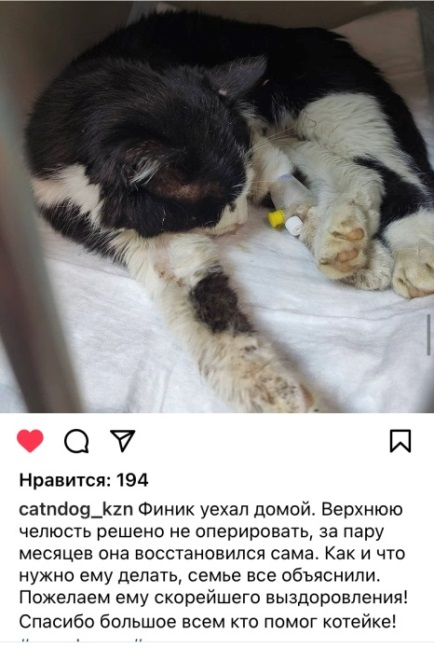 Нравится: 194
catndog_kzn Финик уехал домой. Верхнюю
челюсть решено не оперировать, за пару
месяцев она восстановился сама. Как и что
нужно ему делать, семье все объяснили.
Пожелаем ему скорейшего выздоровления!
Спасибо большое всем кто помог котейке!